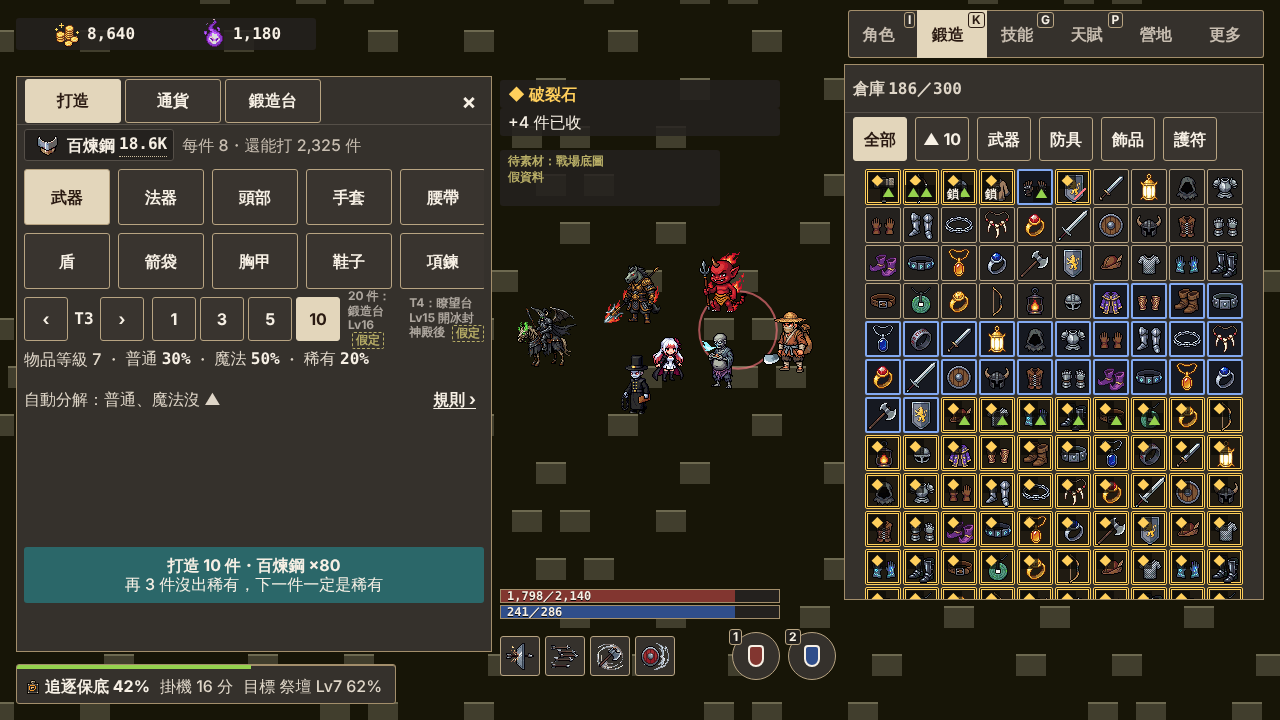 8,640
1,180
角色 I
鍛造 K
技能 G
天賦 P
營地
更多
打造
通貨
鍛造台
×
百煉鋼 18.6K
每件 8・還能打 2,325 件
武器
法器
頭部
手套
腰帶
盾
箭袋
胸甲
鞋子
項鍊
‹
T3
›
1
3
5
10
20 件：
鍛造台
Lv16
假定
T4：瞭望台
Lv15 開冰封
神殿後 假定
物品等級 7 ・ 普通 30% ・ 魔法 50% ・ 稀有 20%
自動分解：普通、魔法沒 ▲
規則 ›
打造 10 件・百煉鋼 ×80
再 3 件沒出稀有，下一件一定是稀有
追逐保底 42% 掛機 16 分 目標 祭壇 Lv7 62%
◆ 破裂石
+4 件已收
待素材：戰場底圖
假資料
1,798／2,140
241／286
1
2
倉庫 186／300
全部
▲ 10
武器
防具
飾品
護符
鎖
鎖